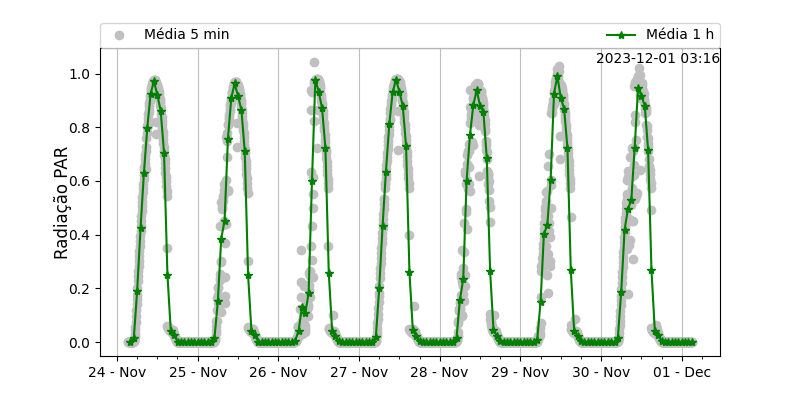 Média 5 min
Média 1 h
2023-12-01 03:16
Radiação PAR
1.0
0.8
0.6
0.4
0.2
0.0
24 - Nov
25 - Nov
26 - Nov
27 - Nov
28 - Nov
29 - Nov
30 - Nov
01 - Dec